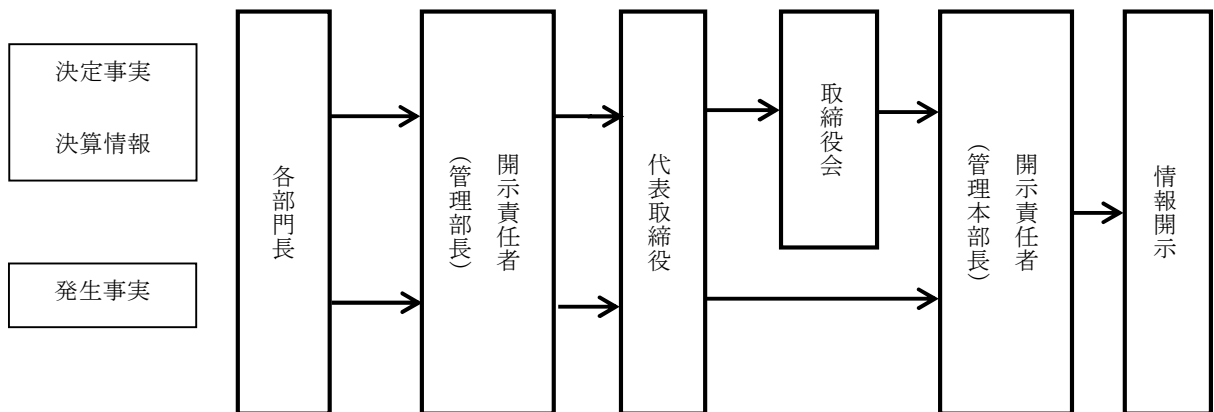 決定事実
決算情報
発生事実
各部門長
開示責任者
（管理部長）
代表取締役
取締役会
開示責任者
（管理本部長）
情報開示